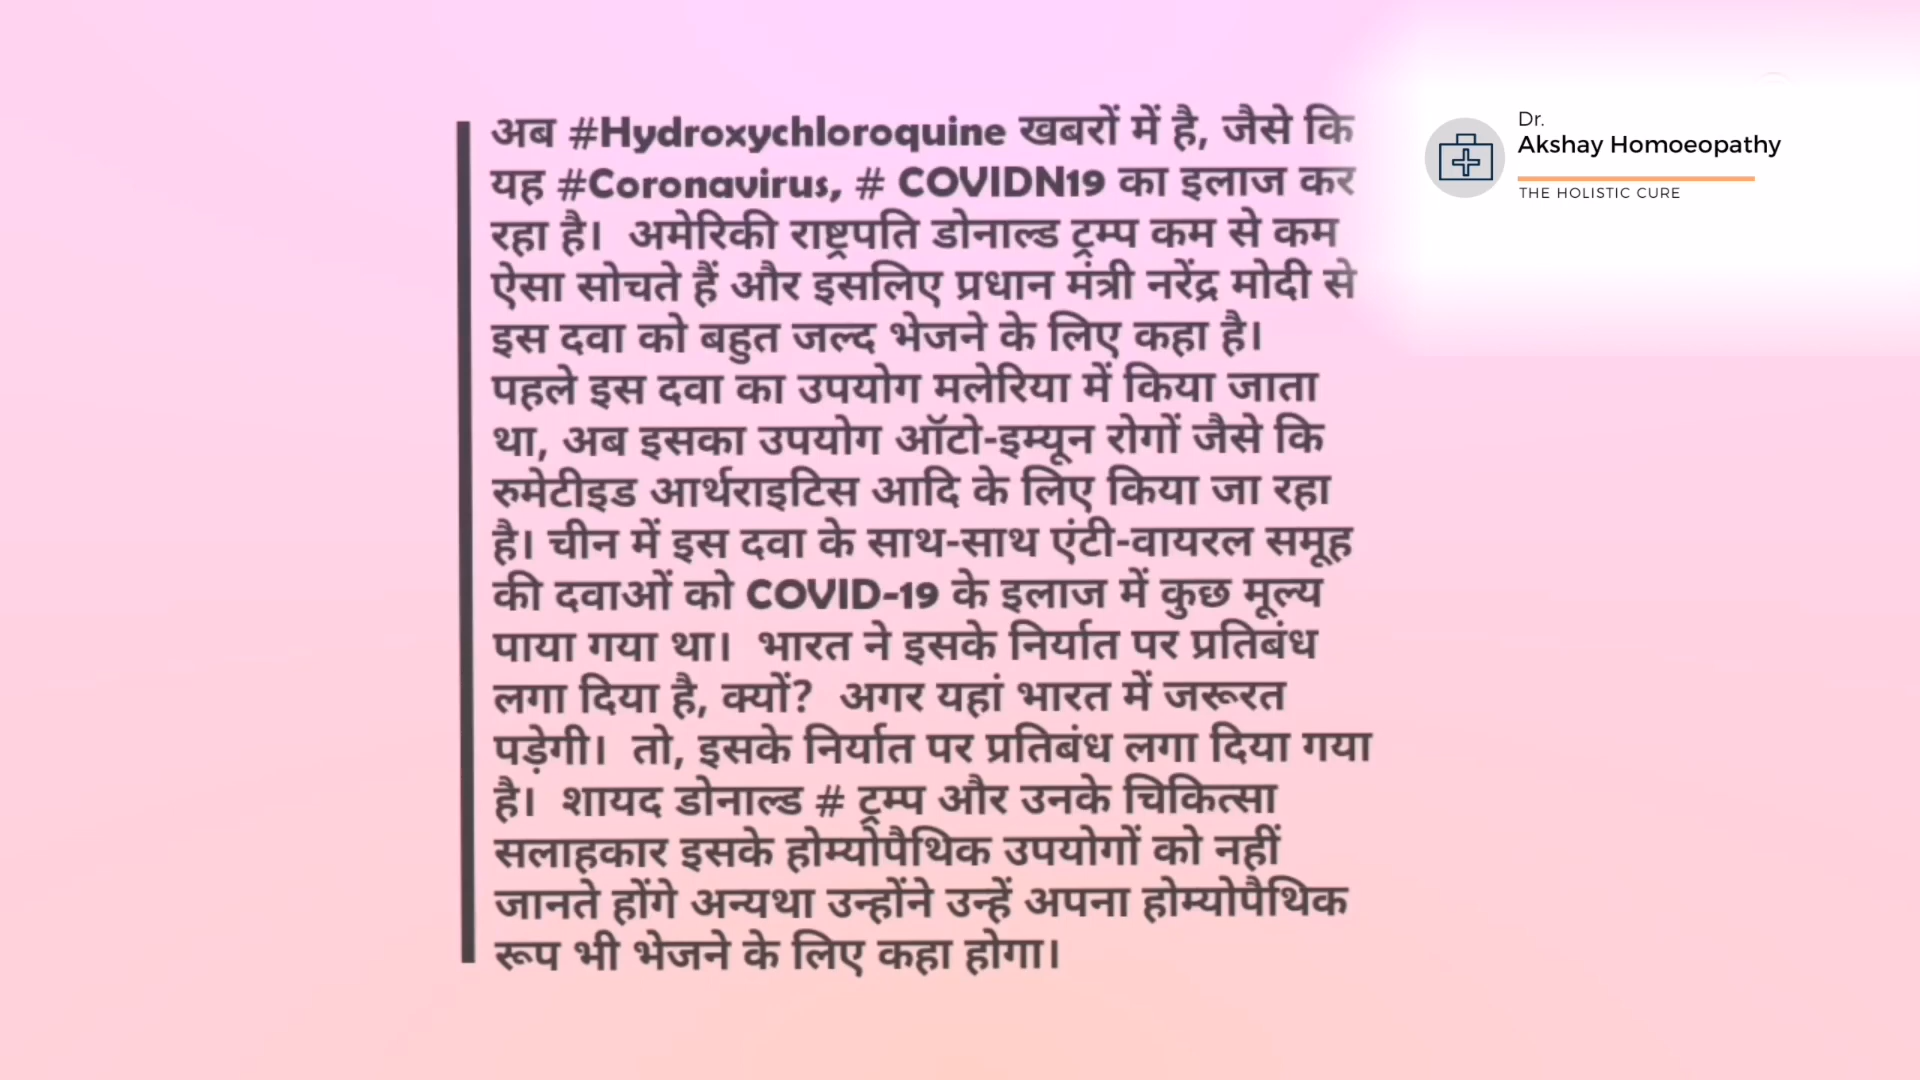 अब #Hydroxychloroquine खबरों में है, जैसे कि
यह #Coronavirus, # COVIDN19 का इलाज कर
रहा है। अमेरिकी राष्ट्रपति डोनाल्ड ट्रम्प कम से कम
ऐसा सोचते हैं और इसलिए प्रधान मंत्री नरेंद्र मोदी से
इस दवा को बहुत जल्द भेजने के लिए कहा है।
पहले इस दवा का उपयोग मलेरिया में किया जाता
था, अब इसका उपयोग ऑटो-इम्यून रोगों जैसे कि
रुमेटीइड आर्थराइटिस आदि के लिए किया जा रहा
है। चीन में इस दवा के साथ-साथ एंटी-वायरल समूह
की दवाओं को COVID-19 के इलाज में कुछ मूल्य
पाया गया था। भारत ने इसके निर्यात पर प्रतिबंध
लगा दिया है, क्यों? अगर यहां भारत में जरूरत
पड़ेगी। तो, इसके निर्यात पर प्रतिबंध लगा दिया गया
है। शायद डोनाल्ड # ट्रम्प और उनके चिकित्सा
सलाहकार इसके होम्योपैथिक उपयोगों को नहीं
जानते होंगे अन्यथा उन्होंने उन्हें अपना होम्योपैथिक
रूप भी भेजने के लिए कहा होगा।
Dr.
Akshay Homoeopathy
THE HOLISTIC CURE